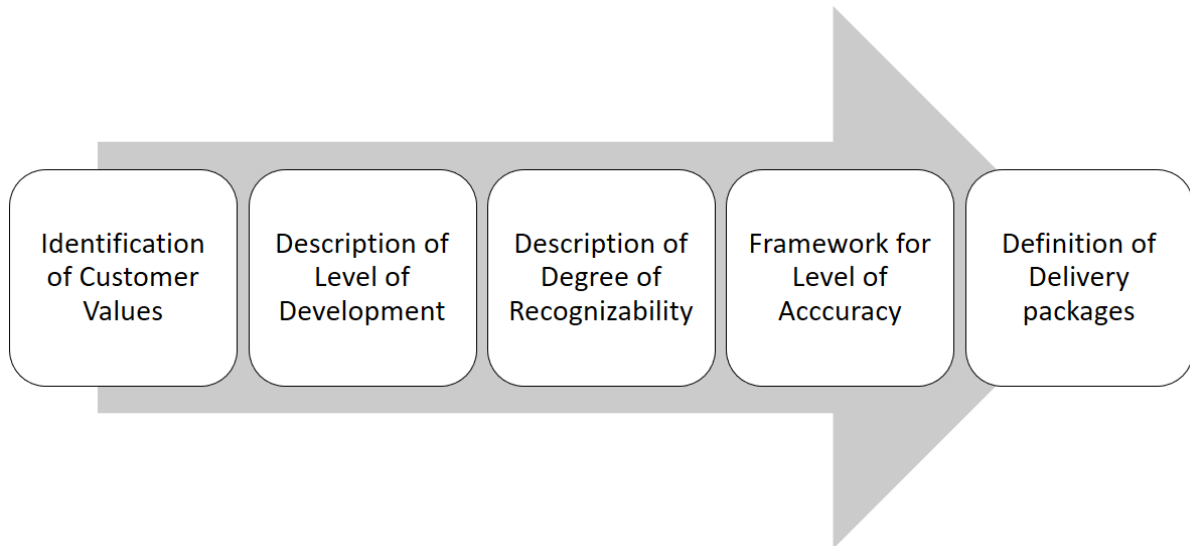 Identification
of Customer
Values
Description of
Level of
Development
Description of
Degree of
Recognizability
Framework for
Level of
Acccuracy
Definition of
Delivery
packages